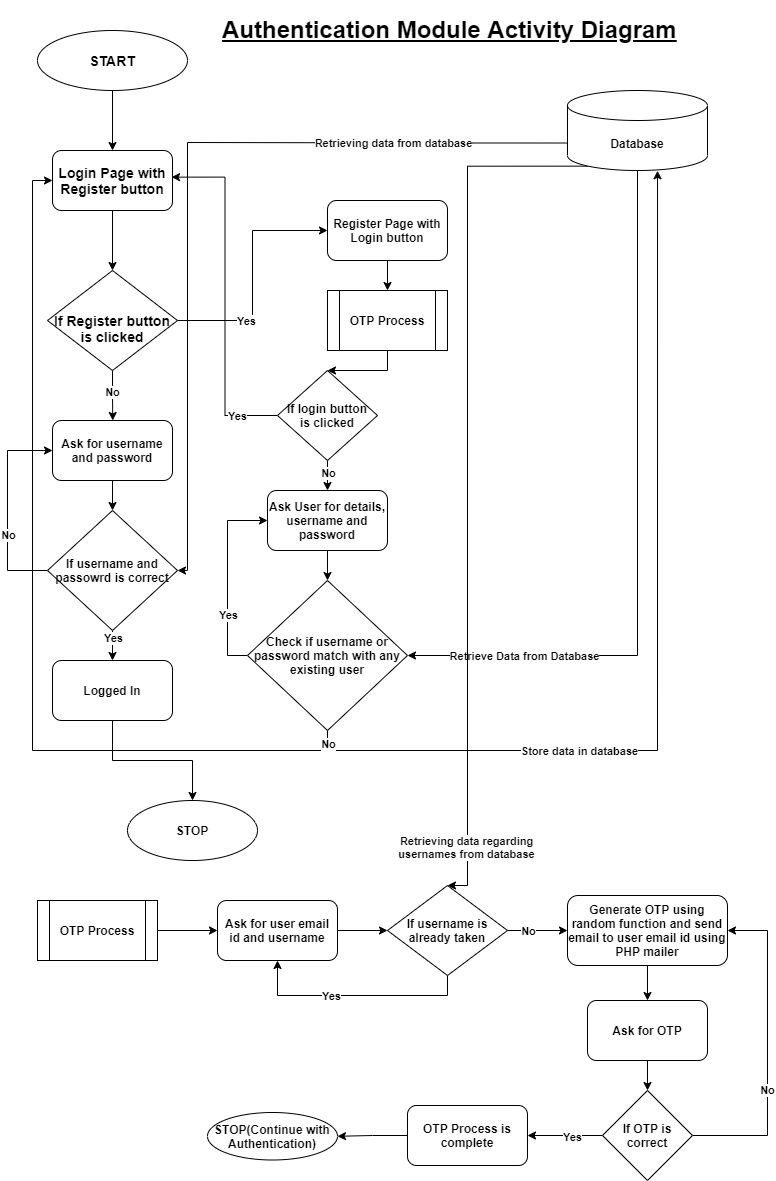 Authentication Module Activity Diagram
START
Database
Retrieving data from database
Login Page with
Register button
Register Page with
Login button
If Register button
is clicked
Yes
OTP Process
No
If login button
is clicked
Yes
No
Ask for username
and password
Ask User for details,
username and
password
No
If username and
passowrd is correct
Yes
Yes
Check if username or
password match with any
existing user
Retrieve Data from Database
Logged In
No
Store data in database
STOP
Retrieving data regarding
usernames from database
OTP Process
Ask for user email
id and username
If username is
already taken
No
Generate OTP using
random function and send
email to user email id using
PHP mailer
Yes
Ask for OTP
No
STOP(Continue with
Authentication)
OTP Process is
complete
Yes
If OTP is
correct